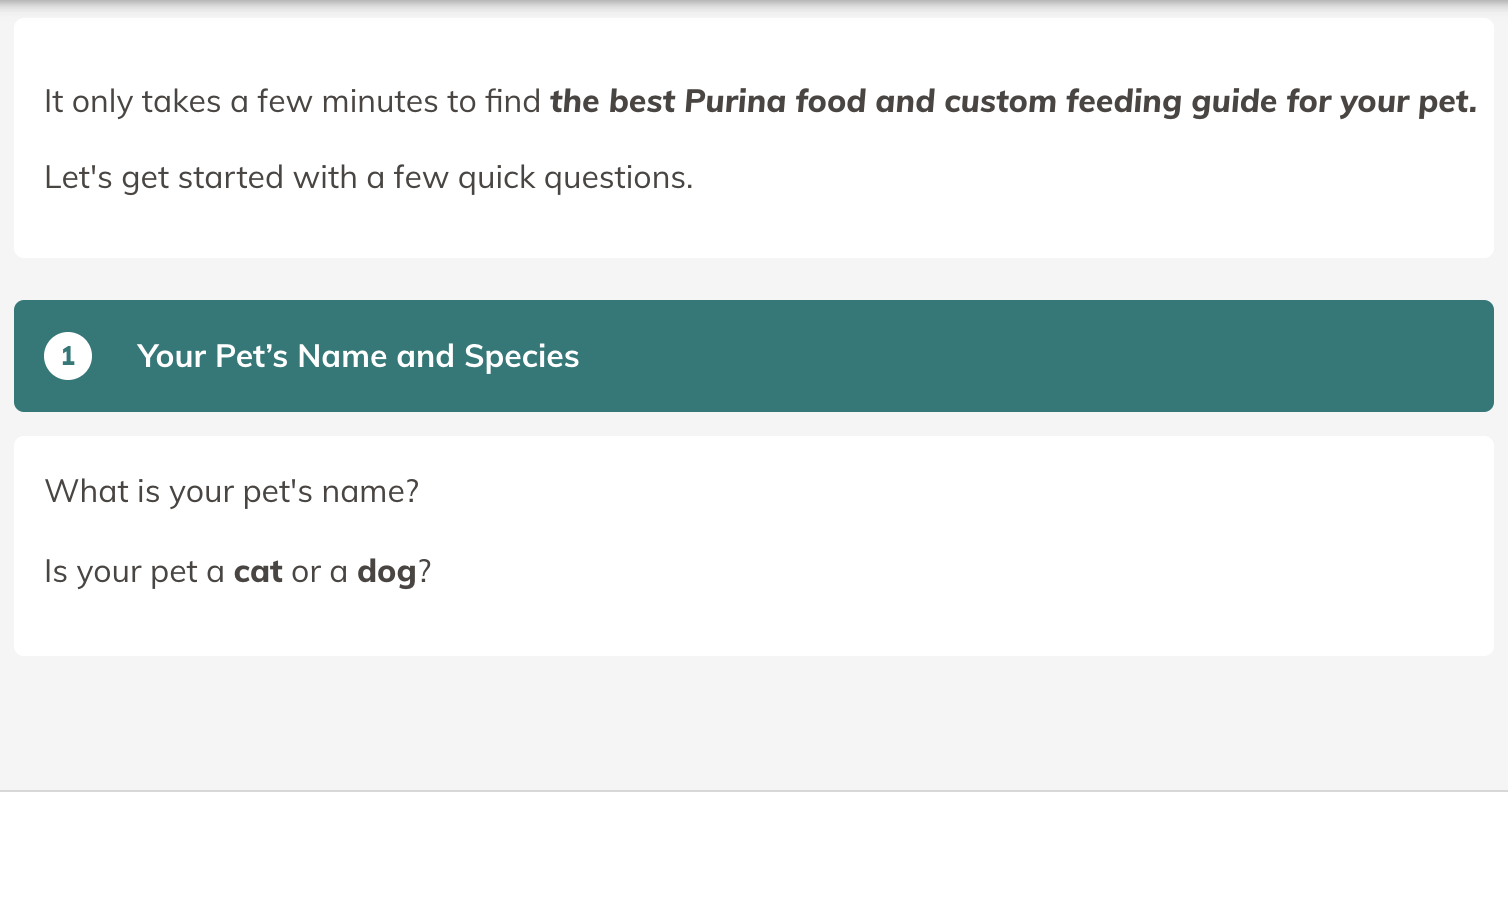 It only takes a few minutes to find the best Purina food and custom feeding guide for your pet.
Let's get started with a few quick questions.
1 Your Pet’s Name and Species
What is your pet's name?
Is your pet a cat or a dog?